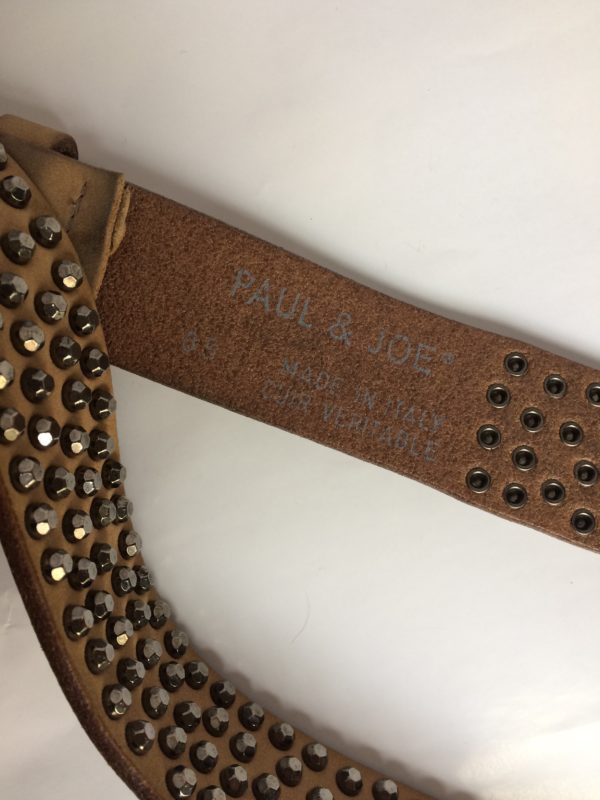 PAUL & JOE®
85 MADE IN ITALY
CUIR VERITABLE